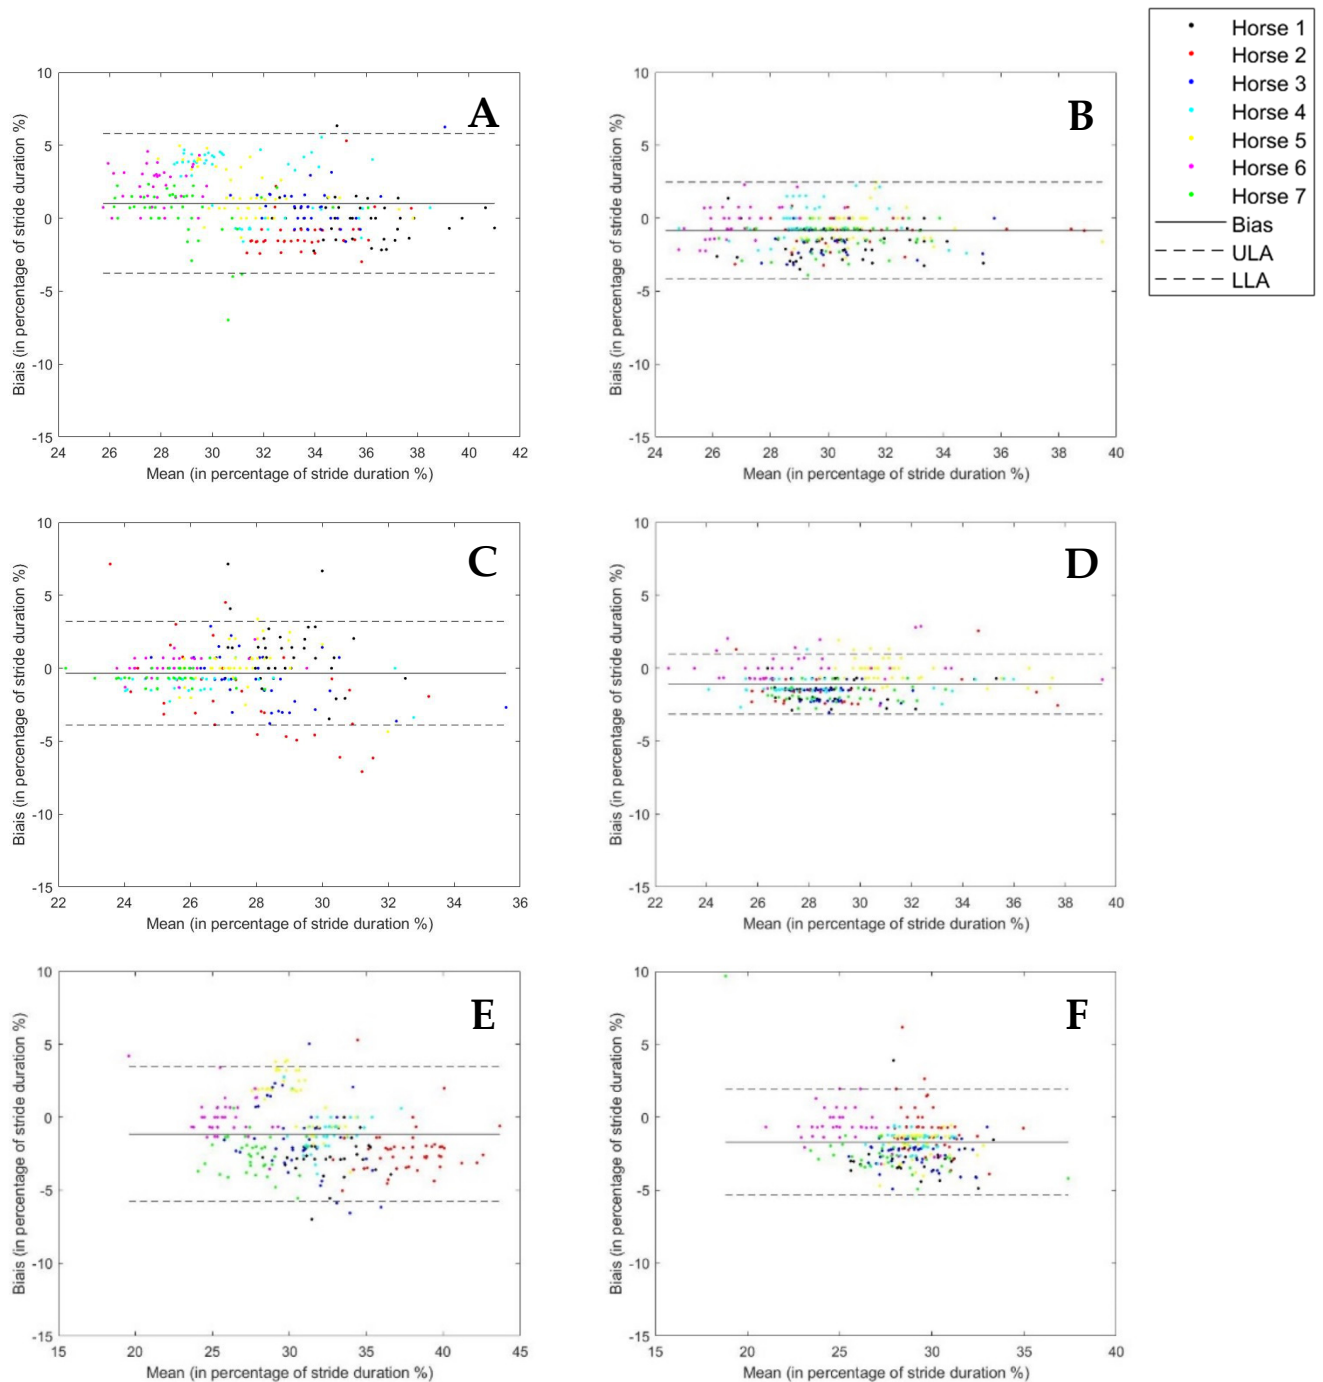 Horse 1
Horse 2
Horse 3
Horse 4
Horse 5
Horse 6
Horse 7
Bias
ULA
LLA
A
10
5
0
-5
-10
-15
24 26 28 30 32 34 36 38 40 42
Biais (in percentage of stride duration %)
Mean (in percentage of stride duration %)
B
10
5
0
-5
-10
-15
24 26 28 30 32 34 36 38 40
Biais (in percentage of stride duration %)
Mean (in percentage of stride duration %)
C
10
5
0
-5
-10
-15
22 24 26 28 30 32 34 36
Biais (in percentage of stride duration %)
Mean (in percentage of stride duration %)
D
10
5
0
-5
-10
-15
22 24 26 28 30 32 34 36 38 40
Biais (in percentage of stride duration %)
Mean (in percentage of stride duration %)
E
10
5
0
-5
-10
-15
15 20 25 30 35 40 45
Biais (in percentage of stride duration %)
Mean (in percentage of stride duration %)
F
10
5
0
-5
-10
-15
15 20 25 30 35 40
Biais (in percentage of stride duration %)
Mean (in percentage of stride duration %)